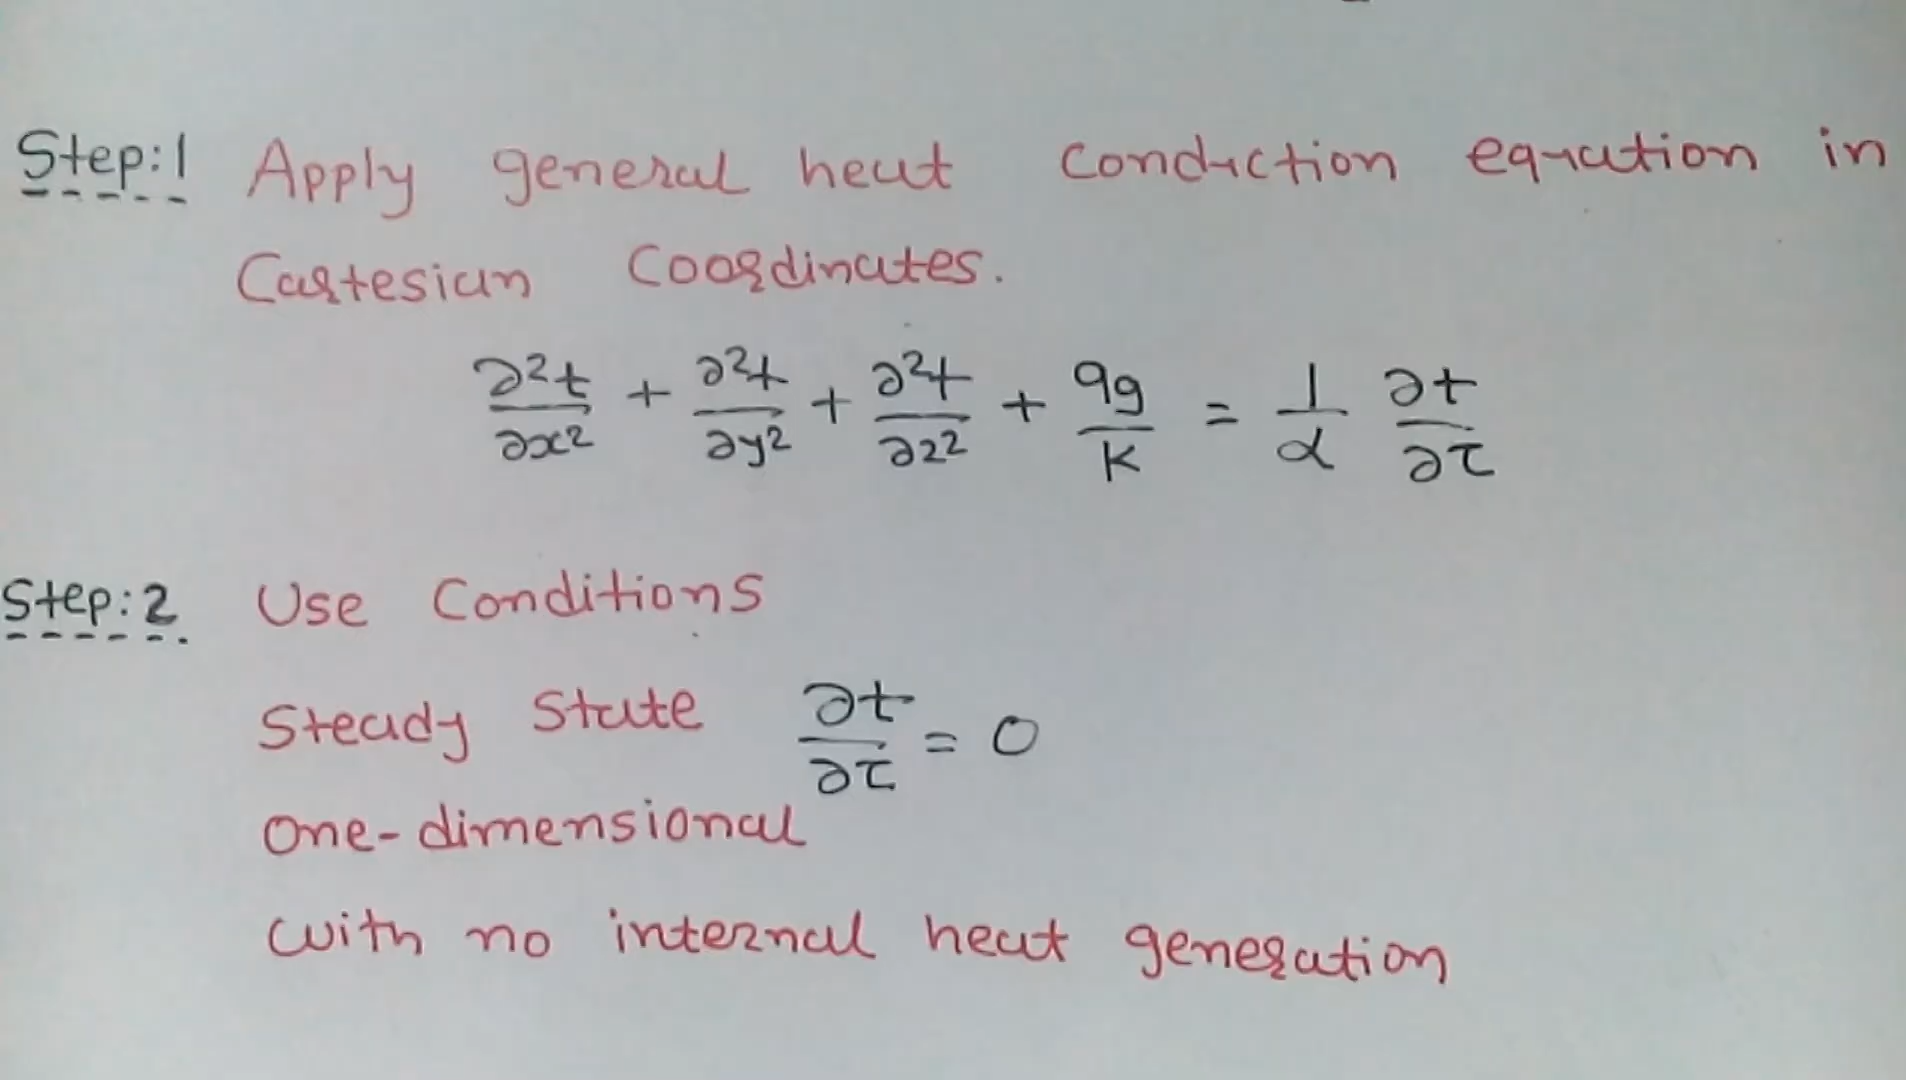 Step:1 Apply general heat conduction equation in
Cartesian Coordinates.
∂²t/∂x² + ∂²t/∂y² + ∂²t/∂z² + qg/k = 1/α ∂t/∂τ
Step:2 Use Conditions
Steady State ∂t/∂τ = 0
One-dimensional
with no internal heat generation